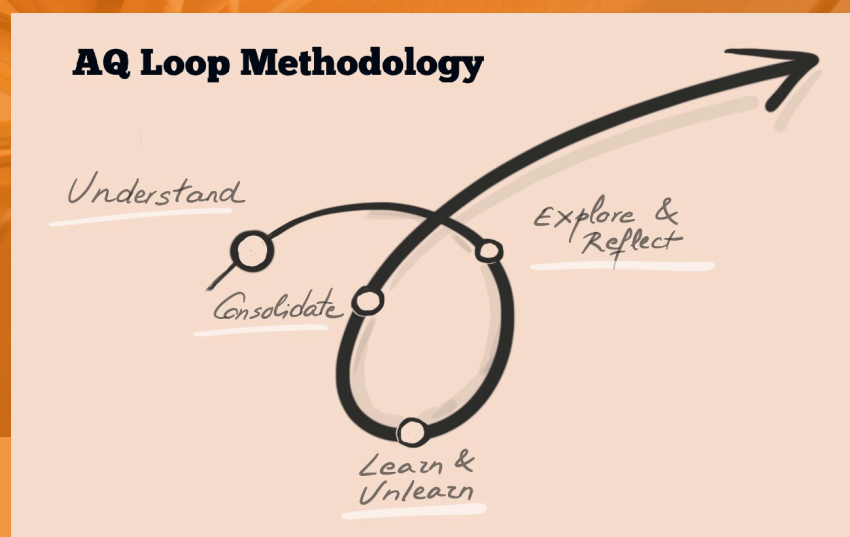 AQ Loop Methodology
Understand
Explore &
Reflect
Consolidate
Learn &
Unlearn